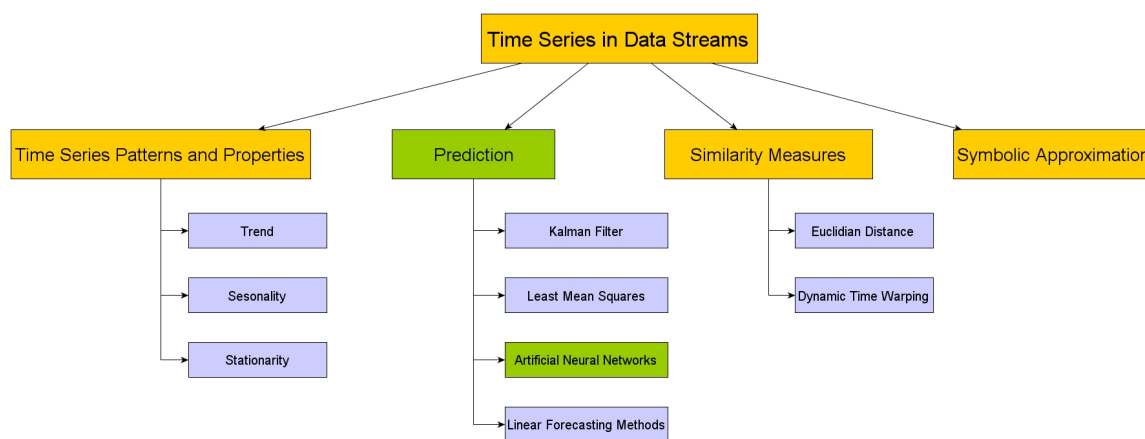 Time Series in Data Streams
Time Series Patterns and Properties
Prediction
Similarity Measures
Symbolic Approximation
Trend
Sesonality
Stationarity
Kalman Filter
Least Mean Squares
Artificial Neural Networks
Linear Forecasting Methods
Euclidian Distance
Dynamic Time Warping